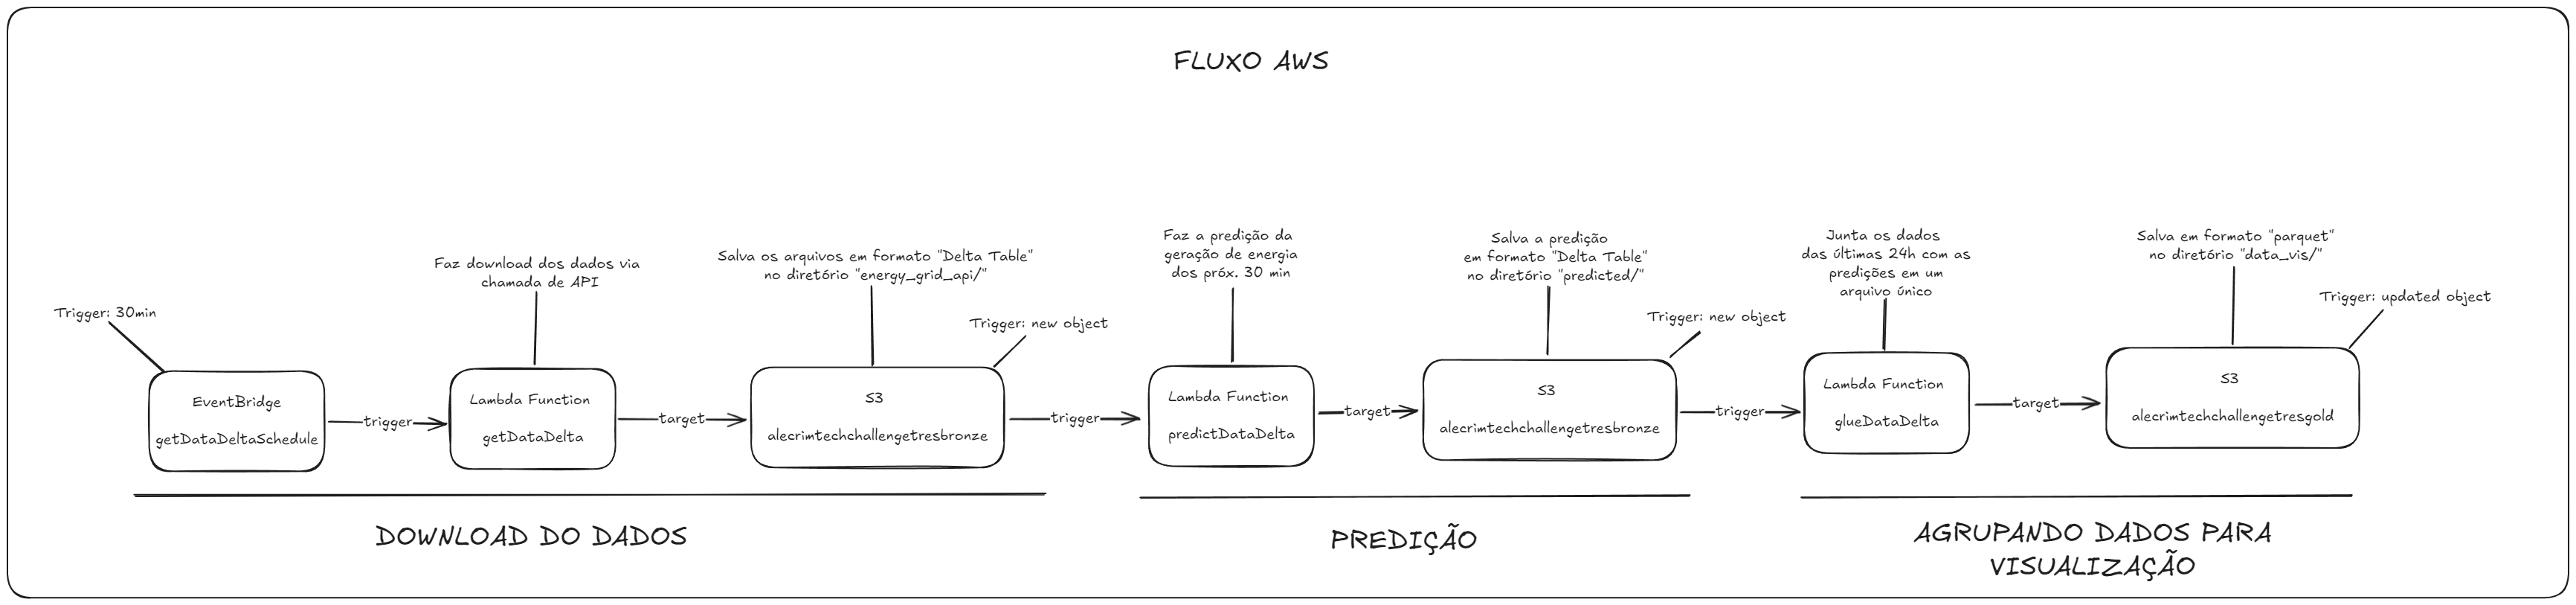 FLUXO AWS
Trigger: 30min
EventBridge
getDataDeltaSchedule
trigger
Faz download dos dados via
chamada de API
Lambda Function
getDataDelta
target
Salva os arquivos em formato "Delta Table"
no diretório "energy_grid_api/"
Trigger: new object
S3
alecrimtechchallengetresbronze
trigger
DOWNLOAD DO DADOS
Faz a predição da
geração de energia
dos próx. 30 min
Lambda Function
predictDataDelta
target
Salva a predição
em formato "Delta Table"
no diretório "predicted/"
Trigger: new object
S3
alecrimtechchallengetresbronze
trigger
PREDIÇÃO
Junta os dados
das últimas 24h com as
predições em um
arquivo único
Lambda Function
glueDataDelta
target
Salva em formato "parquet"
no diretório "data_vis/"
Trigger: updated object
S3
alecrimtechchallengetresgold
AGRUPANDO DADOS PARA
VISUALIZAÇÃO